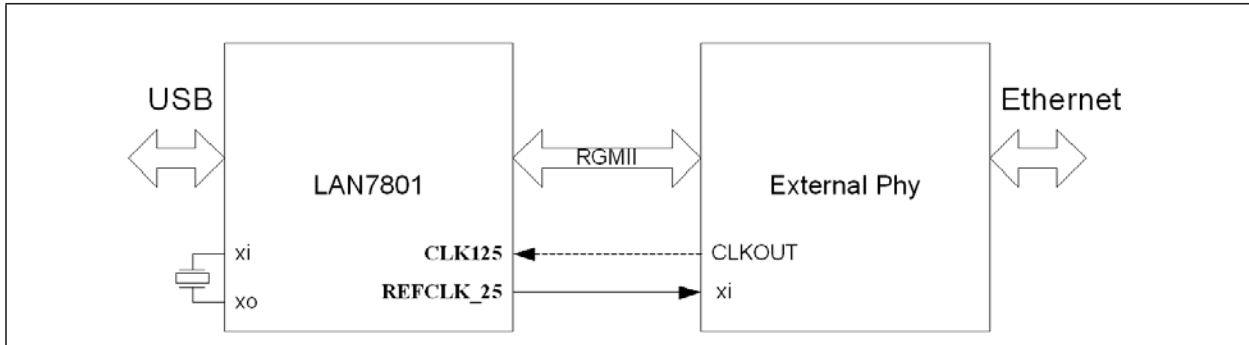 USB
Ethernet
RGMII
LAN7801
External Phy
xi
CLK125
CLKOUT
xo
REFCLK_25
xi